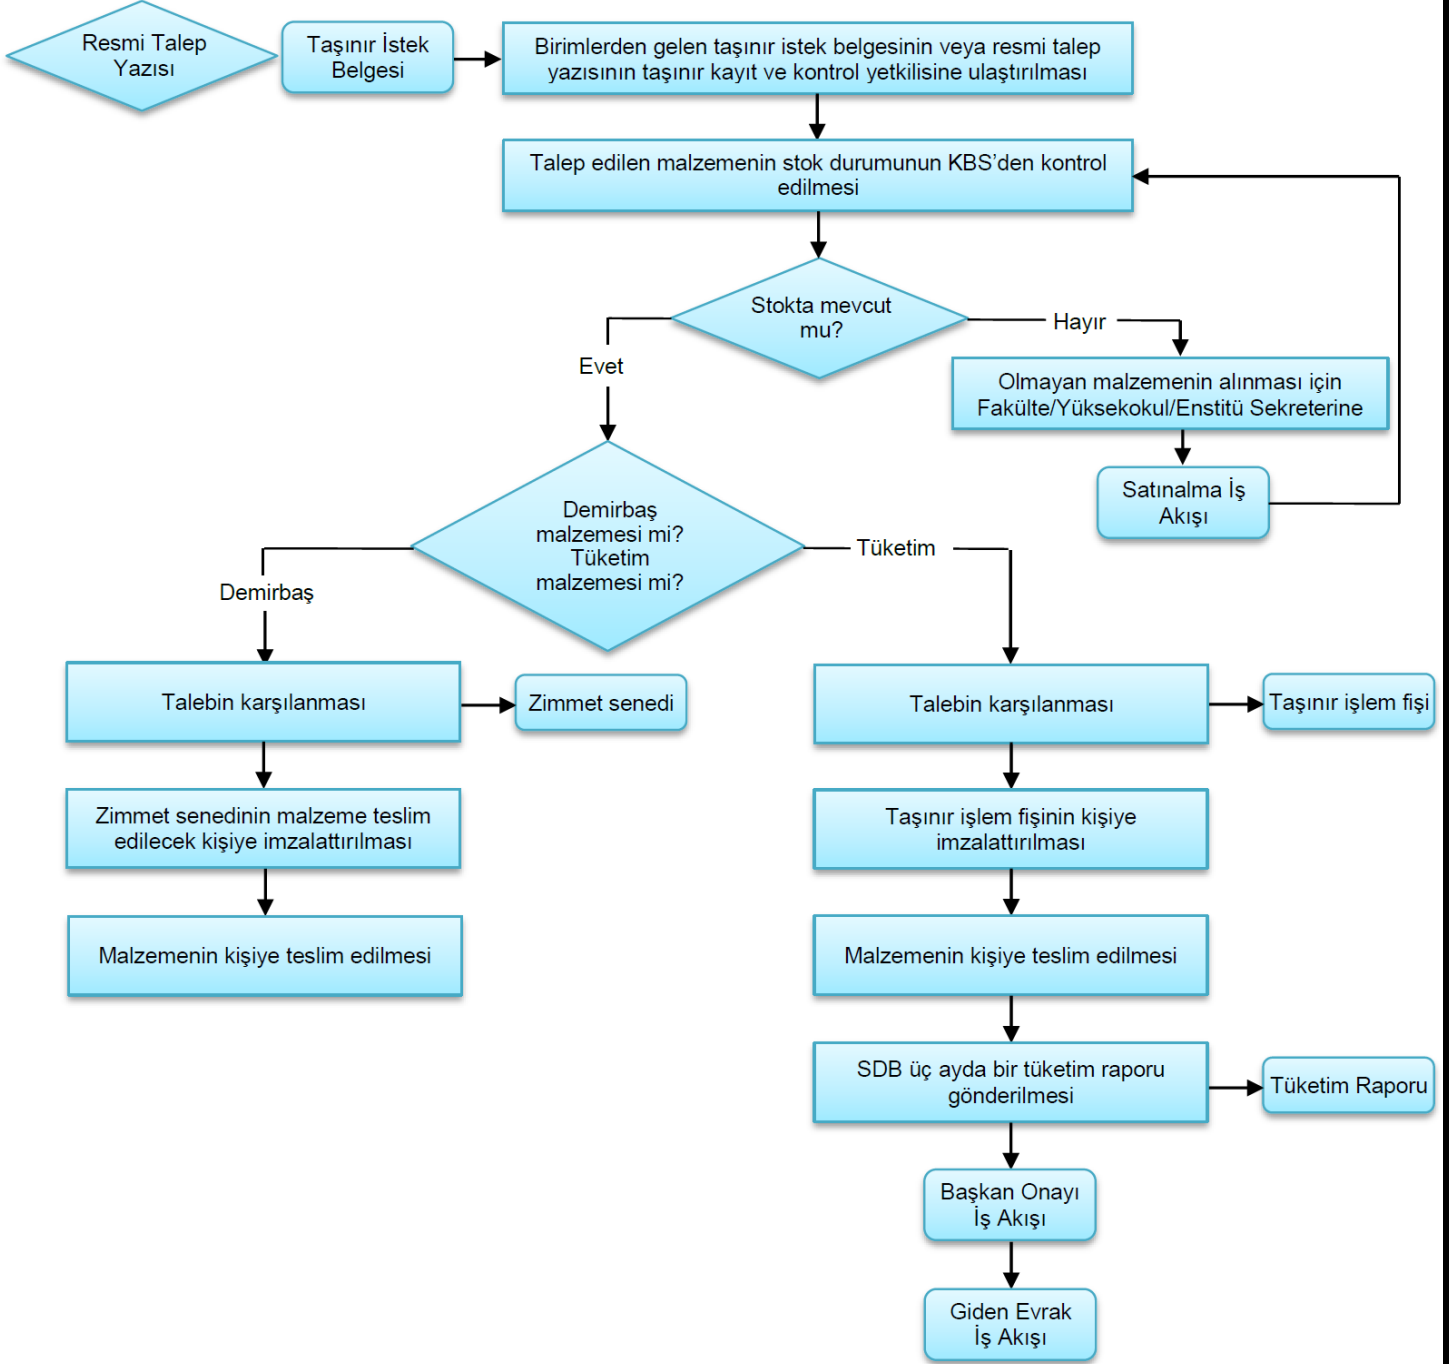 Resmi Talep
Yazısı
Taşınır İstek
Belgesi
Birimlerden gelen taşınır istek belgesinin veya resmi talep
yazısının taşınır kayıt ve kontrol yetkilisine ulaştırılması
Talep edilen malzemenin stok durumunun KBS’den kontrol
edilmesi
Stokta mevcut
mu?
Hayır
Evet
Olmayan malzemenin alınması için
Fakülte/Yüksekokul/Enstitü Sekreterine
Satınalma İş
Akışı
Demirbaş
malzemesi mi?
Tüketim
malzemesi mi?
Tüketim
Demirbaş
Talebin karşılanması
Zimmet senedi
Talebin karşılanması
Taşınır işlem fişi
Zimmet senedinin malzeme teslim
edilecek kişiye imzalattırılması
Taşınır işlem fişinin kişiye
imzalattırılması
Malzemenin kişiye teslim edilmesi
Malzemenin kişiye teslim edilmesi
SDB üç ayda bir tüketim raporu
gönderilmesi
Tüketim Raporu
Başkan Onayı
İş Akışı
Giden Evrak
İş Akışı